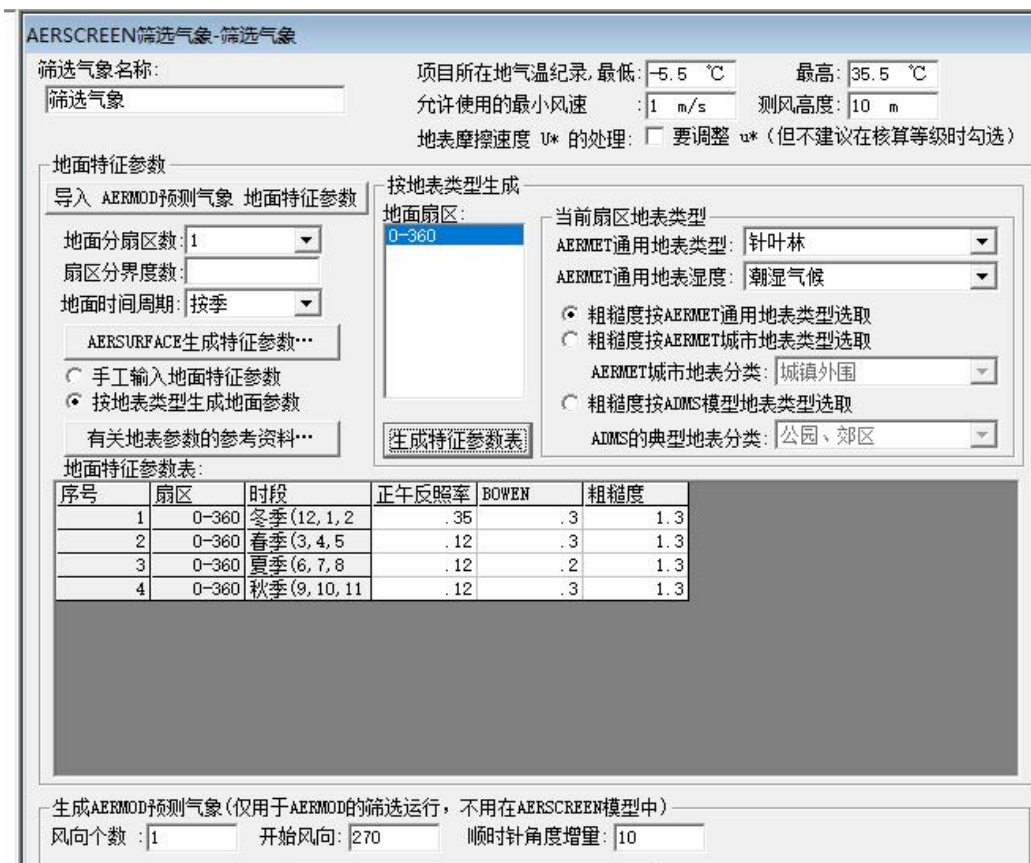 AERSCREEN筛选气象-筛选气象
筛选气象名称:
筛选气象
项目所在地气温纪录,最低: -5.5 ℃ 最高: 35.5 ℃
允许使用的最小风速 : 1 m/s 测风高度: 10 m
地表摩擦速度 U* 的处理: 要调整 u*(但不建议在核算等级时勾选)
地面特征参数
导入 AERMOD预测气象 地面特征参数
地面分扇区数: 1
扇区分界度数:
地面时间周期: 按季
AERSURFACE生成特征参数…
手工输入地面特征参数
按地表类型生成地面参数
有关地表参数的参考资料…
按地表类型生成
地面扇区:
0-360
生成特征参数表
当前扇区地表类型
AERMET通用地表类型: 针叶林
AERMET通用地表湿度: 潮湿气候
粗糙度按AERMET通用地表类型选取
粗糙度按AERMET城市地表类型选取
AERMET城市地表分类: 城镇外围
粗糙度按ADMS模型地表类型选取
ADMS的典型地表分类: 公园、郊区
地面特征参数表:
序号 扇区 时段 正午反照率 BOWEN 粗糙度
1 0-360 冬季(12,1,2 .35 .3 1.3
2 0-360 春季(3,4,5 .12 .3 1.3
3 0-360 夏季(6,7,8 .12 .2 1.3
4 0-360 秋季(9,10,11 .12 .3 1.3
生成AERMOD预测气象(仅用于AERMOD的筛选运行，不用在AERSCREEN模型中)
风向个数 : 1 开始风向: 270 顺时针角度增量: 10